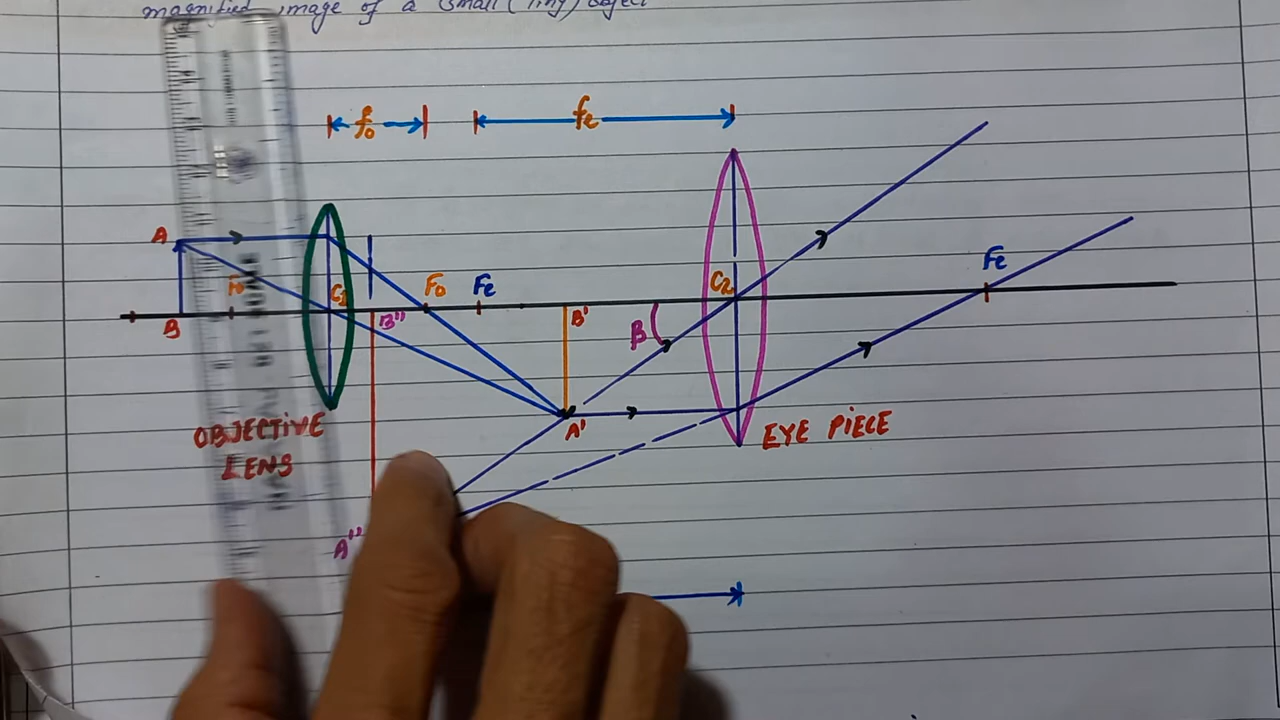 magnified image of a small (tiny) object
f₀ fₑ
A
F₀ C₁ F₀ Fₑ C₂ Fₑ
B B" B' β
A'
OBJECTIVE
LENS
EYE PIECE
A"